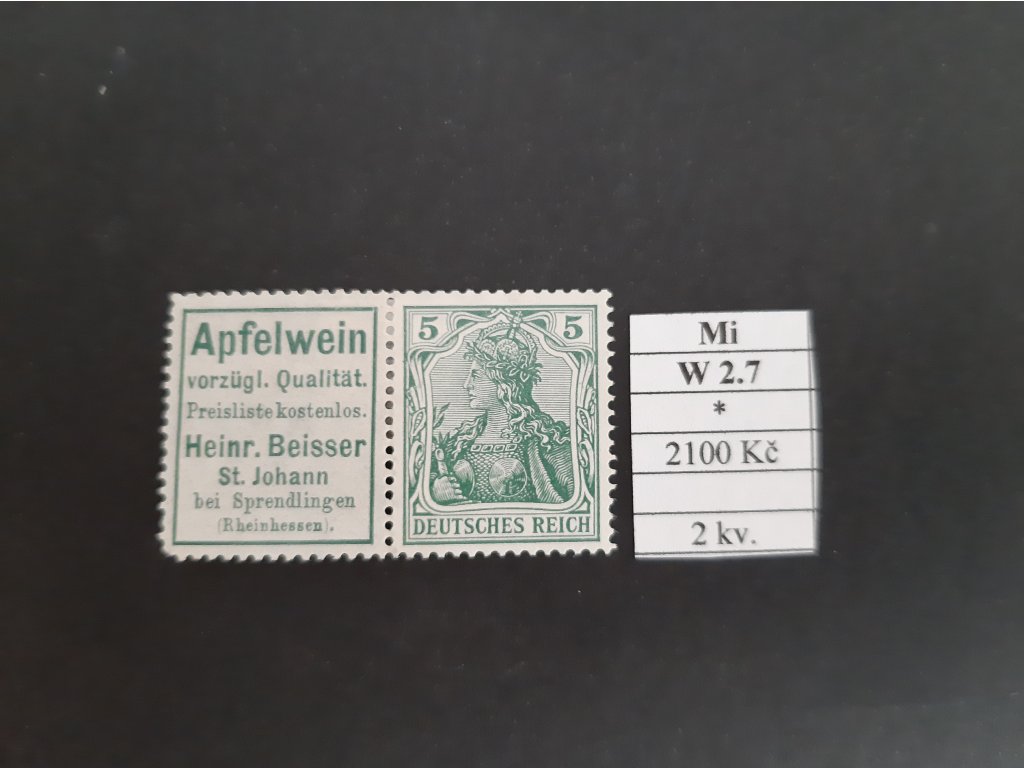 Apfelwein
vorzügl. Qualität.
Preisliste kostenlos.
Heinr. Beisser
St. Johann
bei Sprendlingen
(Rheinhessen).
5 5
DEUTSCHES REICH
Mi
W 2.7
*
2100 Kč
2 kv.